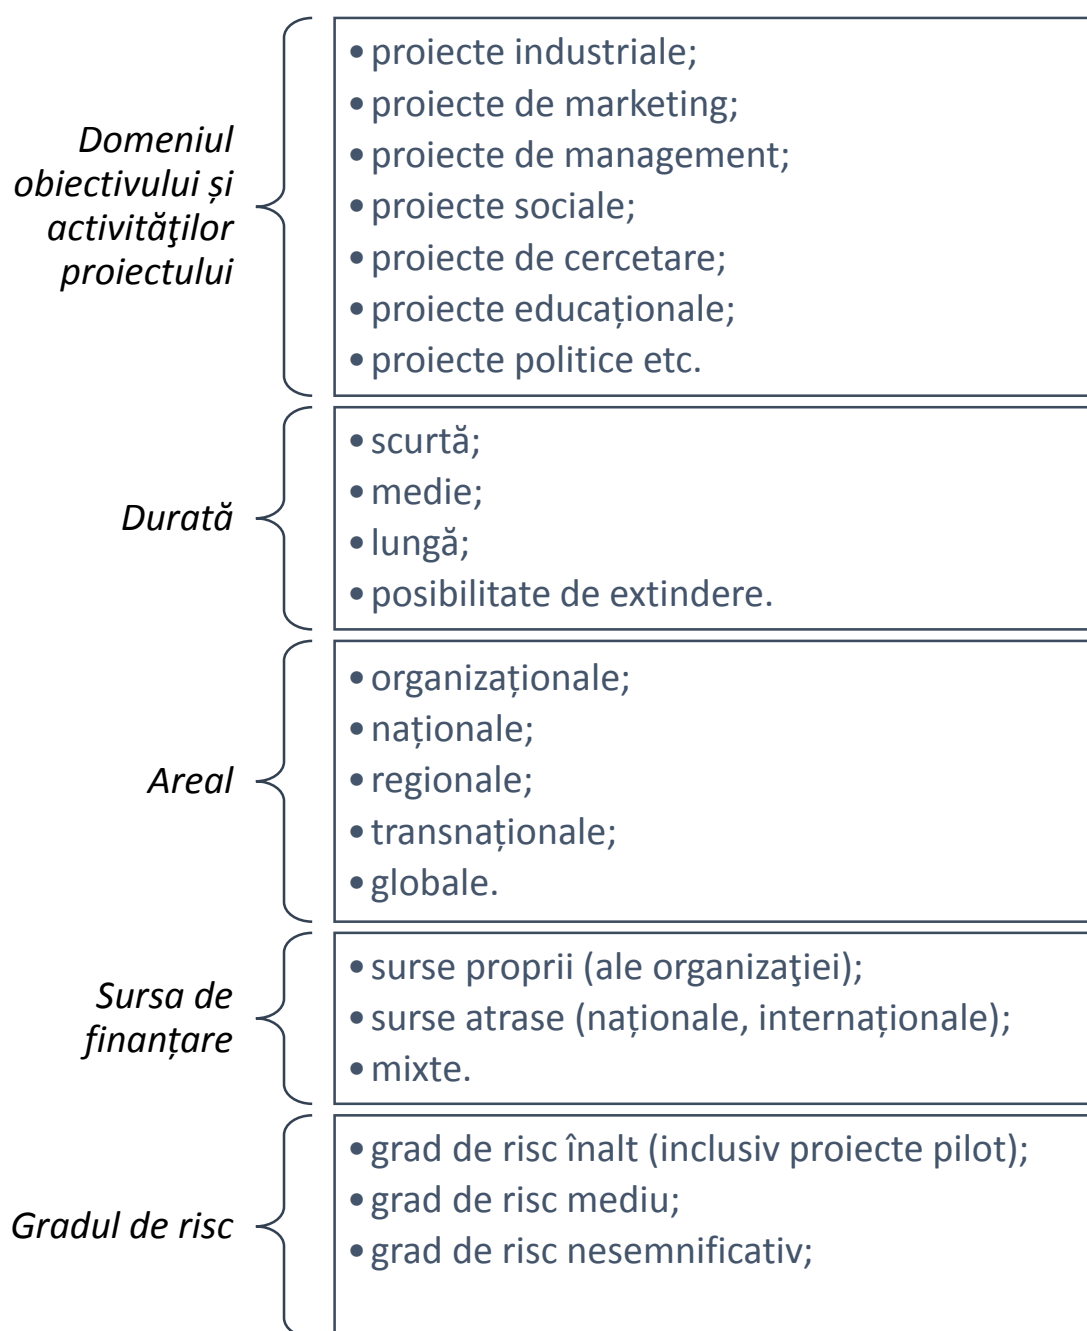 Domeniul
obiectivului și
activităţilor
proiectului
• proiecte industriale;
• proiecte de marketing;
• proiecte de management;
• proiecte sociale;
• proiecte de cercetare;
• proiecte educaționale;
• proiecte politice etc.
Durată
• scurtă;
• medie;
• lungă;
• posibilitate de extindere.
Areal
• organizaționale;
• naționale;
• regionale;
• transnaționale;
• globale.
Sursa de
finanțare
• surse proprii (ale organizaţiei);
• surse atrase (naționale, internaționale);
• mixte.
Gradul de risc
• grad de risc înalt (inclusiv proiecte pilot);
• grad de risc mediu;
• grad de risc nesemnificativ;